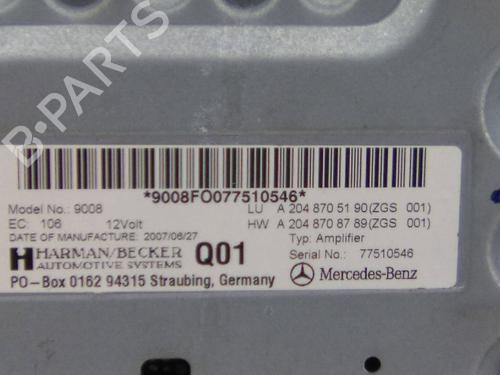 B-PARTS
*9008FO077510546*
Model No.: 9008 LU A 204 870 51 90(ZGS 001)
EC: 106 12Volt HW A 204 870 87 89(ZGS 001)
DATE OF MANUFACTURE: 2007/06/27 Typ: Amplifier
HARMAN/BECKER Q01 Serial No.: 77510546
AUTOMOTIVE SYSTEMS Mercedes-Benz
PO-Box 0162 94315 Straubing, Germany